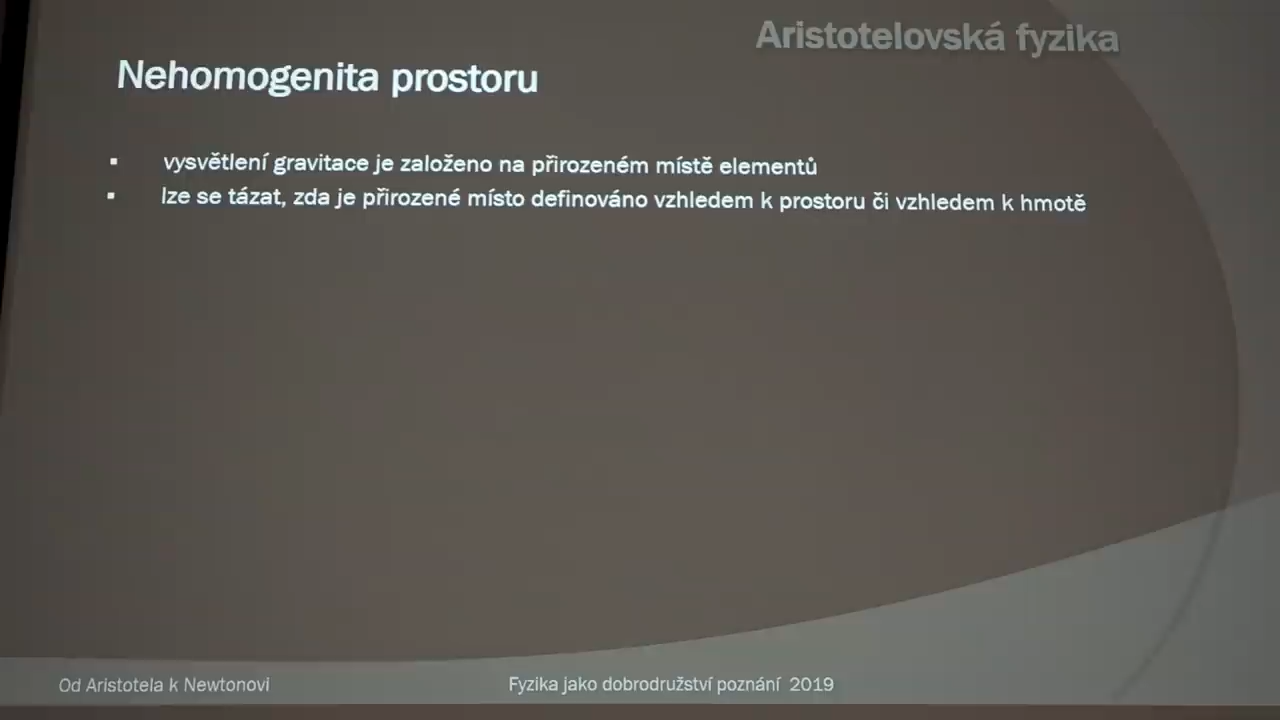 Aristotelovská fyzika
Nehomogenita prostoru
▪ vysvětlení gravitace je založeno na přirozeném místě elementů
▪ lze se tázat, zda je přirozené místo definováno vzhledem k prostoru či vzhledem k hmotě
Od Aristotela k Newtonovi
Fyzika jako dobrodružství poznání 2019